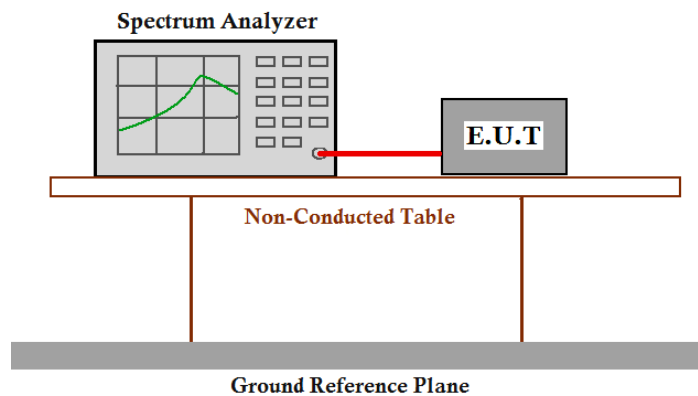 Spectrum Analyzer
E.U.T
Non-Conducted Table
Ground Reference Plane